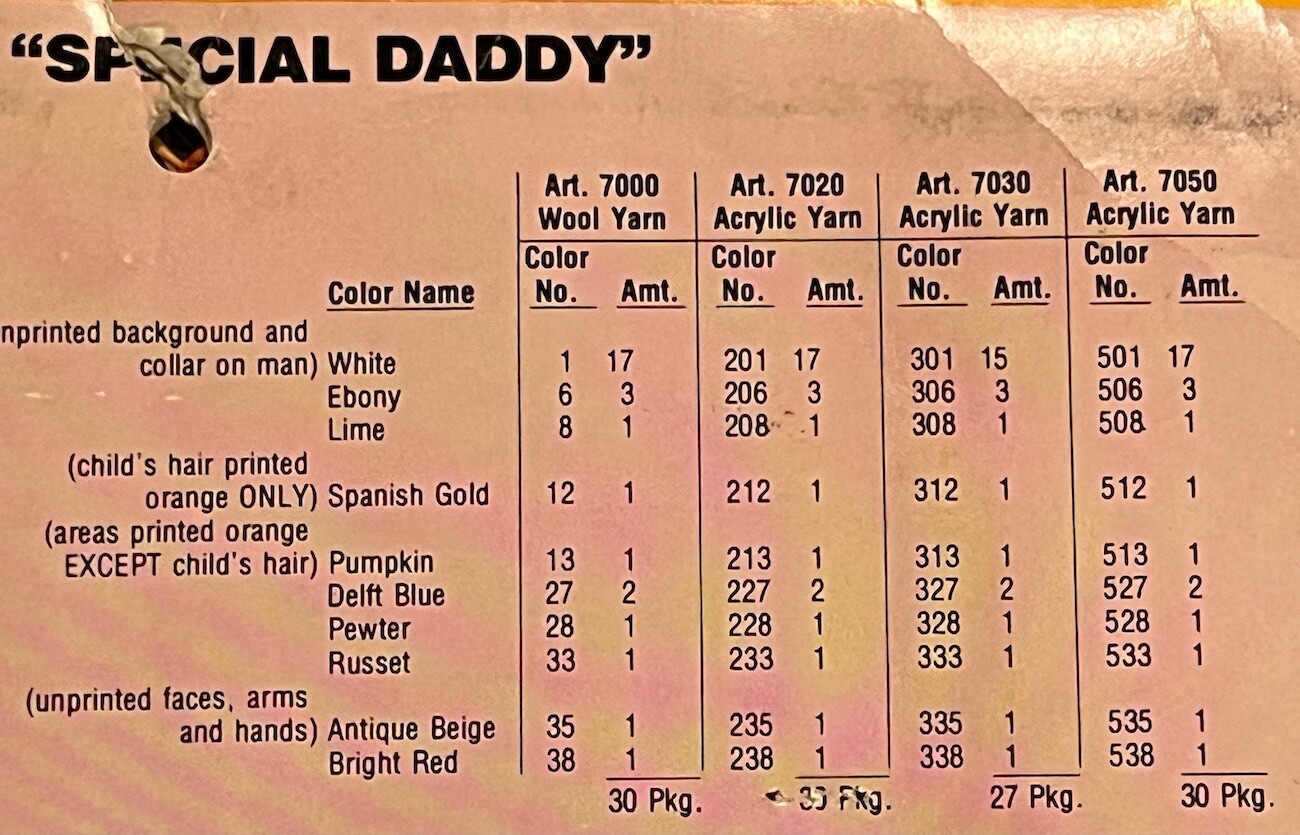 “SPECIAL DADDY”
Art. 7000 Art. 7020 Art. 7030 Art. 7050
Wool Yarn Acrylic Yarn Acrylic Yarn Acrylic Yarn
Color Color Color Color
Color Name No. Amt. No. Amt. No. Amt. No. Amt.
nprinted background and
collar on man) White 1 17 201 17 301 15 501 17
Ebony 6 3 206 3 306 3 506 3
Lime 8 1 208 1 308 1 508 1
(child's hair printed
orange ONLY) Spanish Gold 12 1 212 1 312 1 512 1
(areas printed orange
EXCEPT child's hair) Pumpkin 13 1 213 1 313 1 513 1
Delft Blue 27 2 227 2 327 2 527 2
Pewter 28 1 228 1 328 1 528 1
Russet 33 1 233 1 333 1 533 1
(unprinted faces, arms
and hands) Antique Beige 35 1 235 1 335 1 535 1
Bright Red 38 1 238 1 338 1 538 1
30 Pkg. Pkg. 27 Pkg. 30 Pkg.